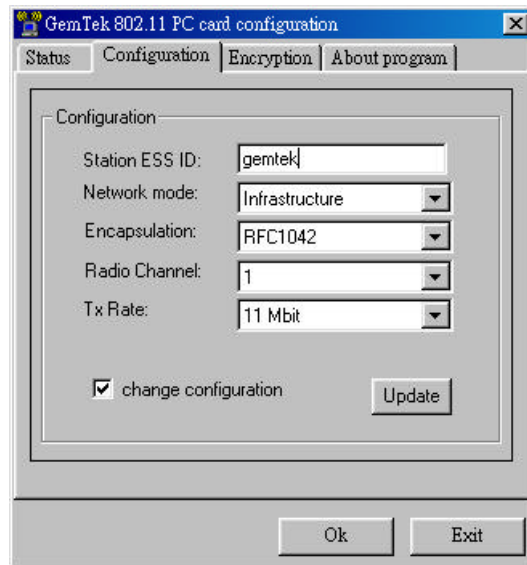 GemTek 802.11 PC card configuration
Status Configuration Encryption About program
Configuration
Station ESS ID: gemtek
Network mode: Infrastructure
Encapsulation: RFC1042
Radio Channel: 1
Tx Rate: 11 Mbit
change configuration Update
Ok Exit